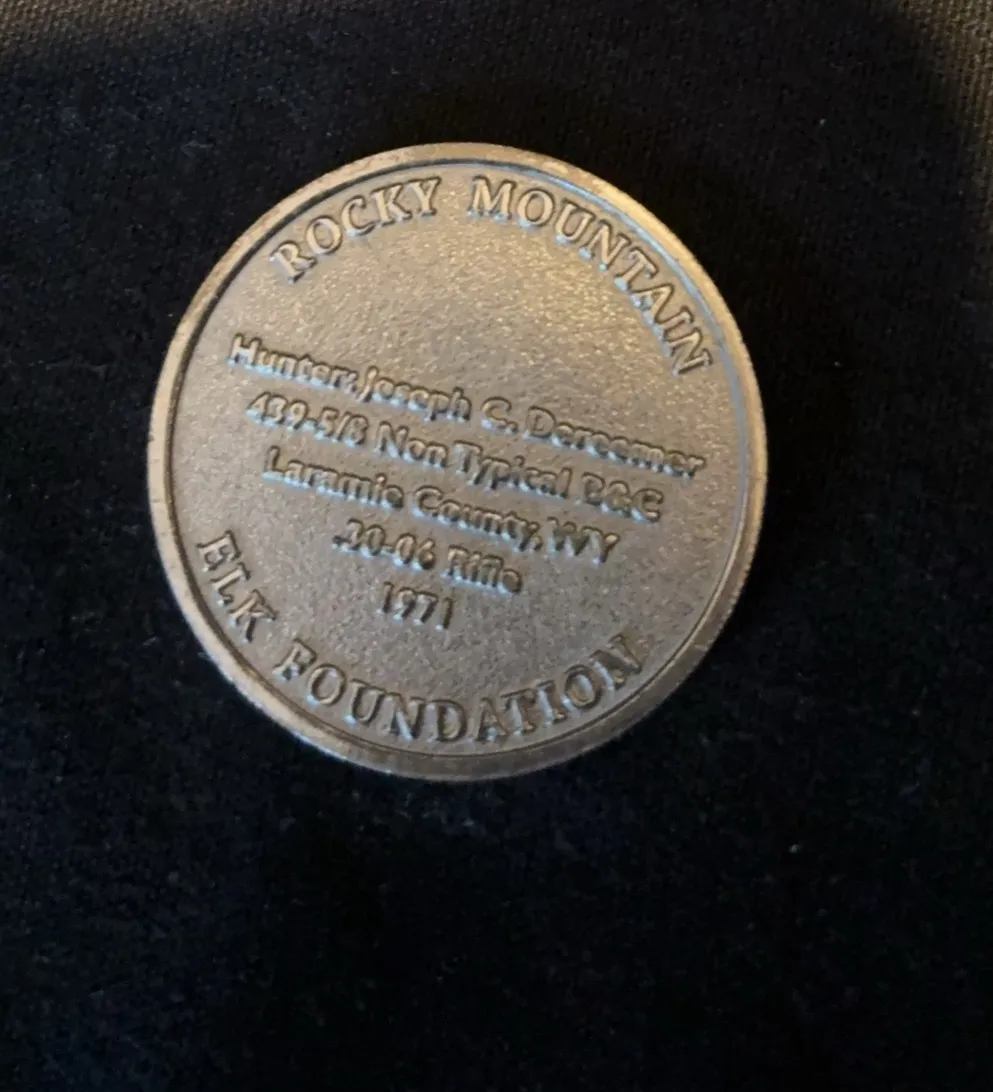 ROCKY MOUNTAIN
Hunter: Joseph C. Dereemer
439-5/8 Non Typical B&C
Laramie County, WY
.30-06 Rifle
1971
ELK FOUNDATION